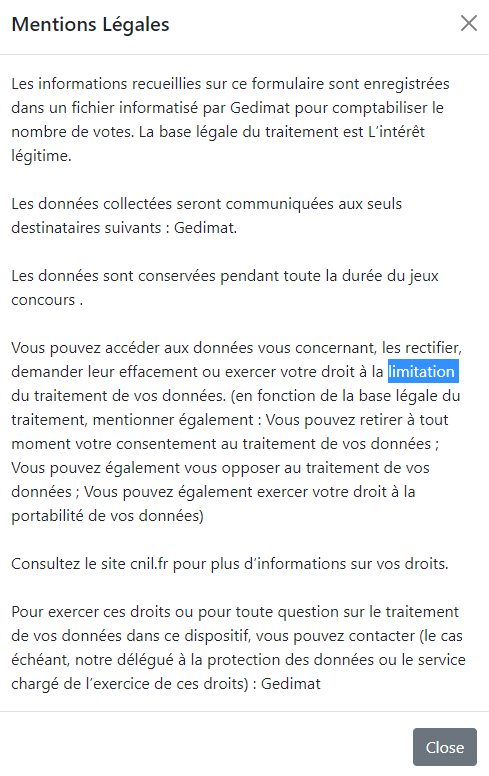 Mentions Légales
Les informations recueillies sur ce formulaire sont enregistrées
dans un fichier informatisé par Gedimat pour comptabiliser le
nombre de votes. La base légale du traitement est L’intérêt
légitime.
Les données collectées seront communiquées aux seuls
destinataires suivants : Gedimat.
Les données sont conservées pendant toute la durée du jeux
concours .
Vous pouvez accéder aux données vous concernant, les rectifier,
demander leur effacement ou exercer votre droit à la limitation
du traitement de vos données. (en fonction de la base légale du
traitement, mentionner également : Vous pouvez retirer à tout
moment votre consentement au traitement de vos données ;
Vous pouvez également vous opposer au traitement de vos
données ; Vous pouvez également exercer votre droit à la
portabilité de vos données)
Consultez le site cnil.fr pour plus d’informations sur vos droits.
Pour exercer ces droits ou pour toute question sur le traitement
de vos données dans ce dispositif, vous pouvez contacter (le cas
échéant, notre délégué à la protection des données ou le service
chargé de l’exercice de ces droits) : Gedimat
Close